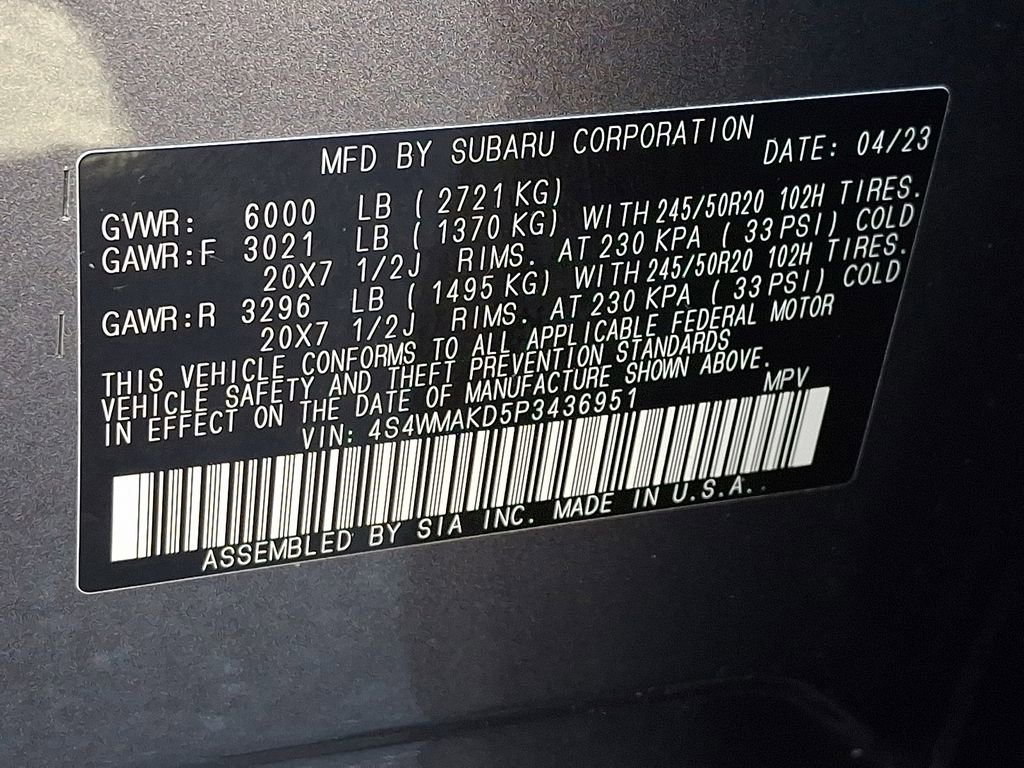 MFD BY SUBARU CORPORATION DATE: 04/23
GVWR: 6000 LB ( 2721 KG)
GAWR:F 3021 LB ( 1370 KG) WITH 245/50R20 102H TIRES.
20X7 1/2J RIMS. AT 230 KPA ( 33 PSI) COLD
GAWR:R 3296 LB ( 1495 KG) WITH 245/50R20 102H TIRES.
20X7 1/2J RIMS. AT 230 KPA ( 33 PSI) COLD
THIS VEHICLE CONFORMS TO ALL APPLICABLE FEDERAL MOTOR
VEHICLE SAFETY AND THEFT PREVENTION STANDARDS
IN EFFECT ON THE DATE OF MANUFACTURE SHOWN ABOVE.
VIN: 4S4WMAKD5P3436951 MPV
ASSEMBLED BY SIA INC. MADE IN U.S.A.